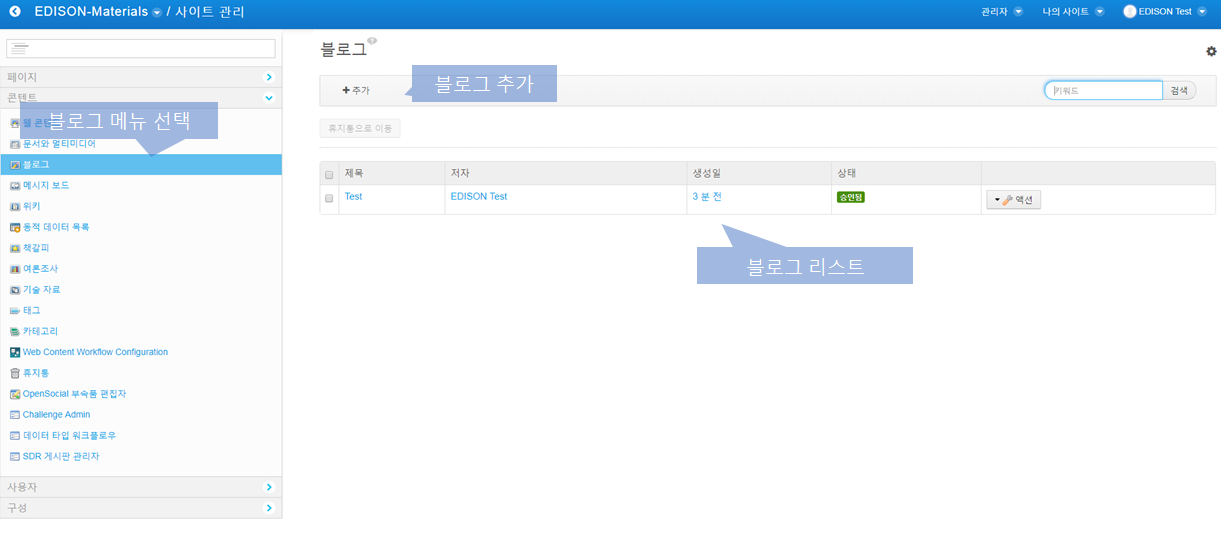 EDISON-Materials / 사이트 관리
관리자 나의 사이트 EDISON Test
페이지
콘텐트
블로그 메뉴 선택
웹 콘텐
문서와 멀티미디어
블로그
메시지 보드
위키
동적 데이터 목록
책갈피
여론조사
기술 자료
태그
카테고리
Web Content Workflow Configuration
휴지통
OpenSocial 부속품 편집자
Challenge Admin
데이터 타입 워크플로우
SDR 게시판 관리자
사용자
구성
블로그
+ 추가
블로그 추가
키워드 검색
휴지통으로 이동
제목 저자 생성일 상태
Test EDISON Test 3 분 전 승인됨 액션
블로그 리스트